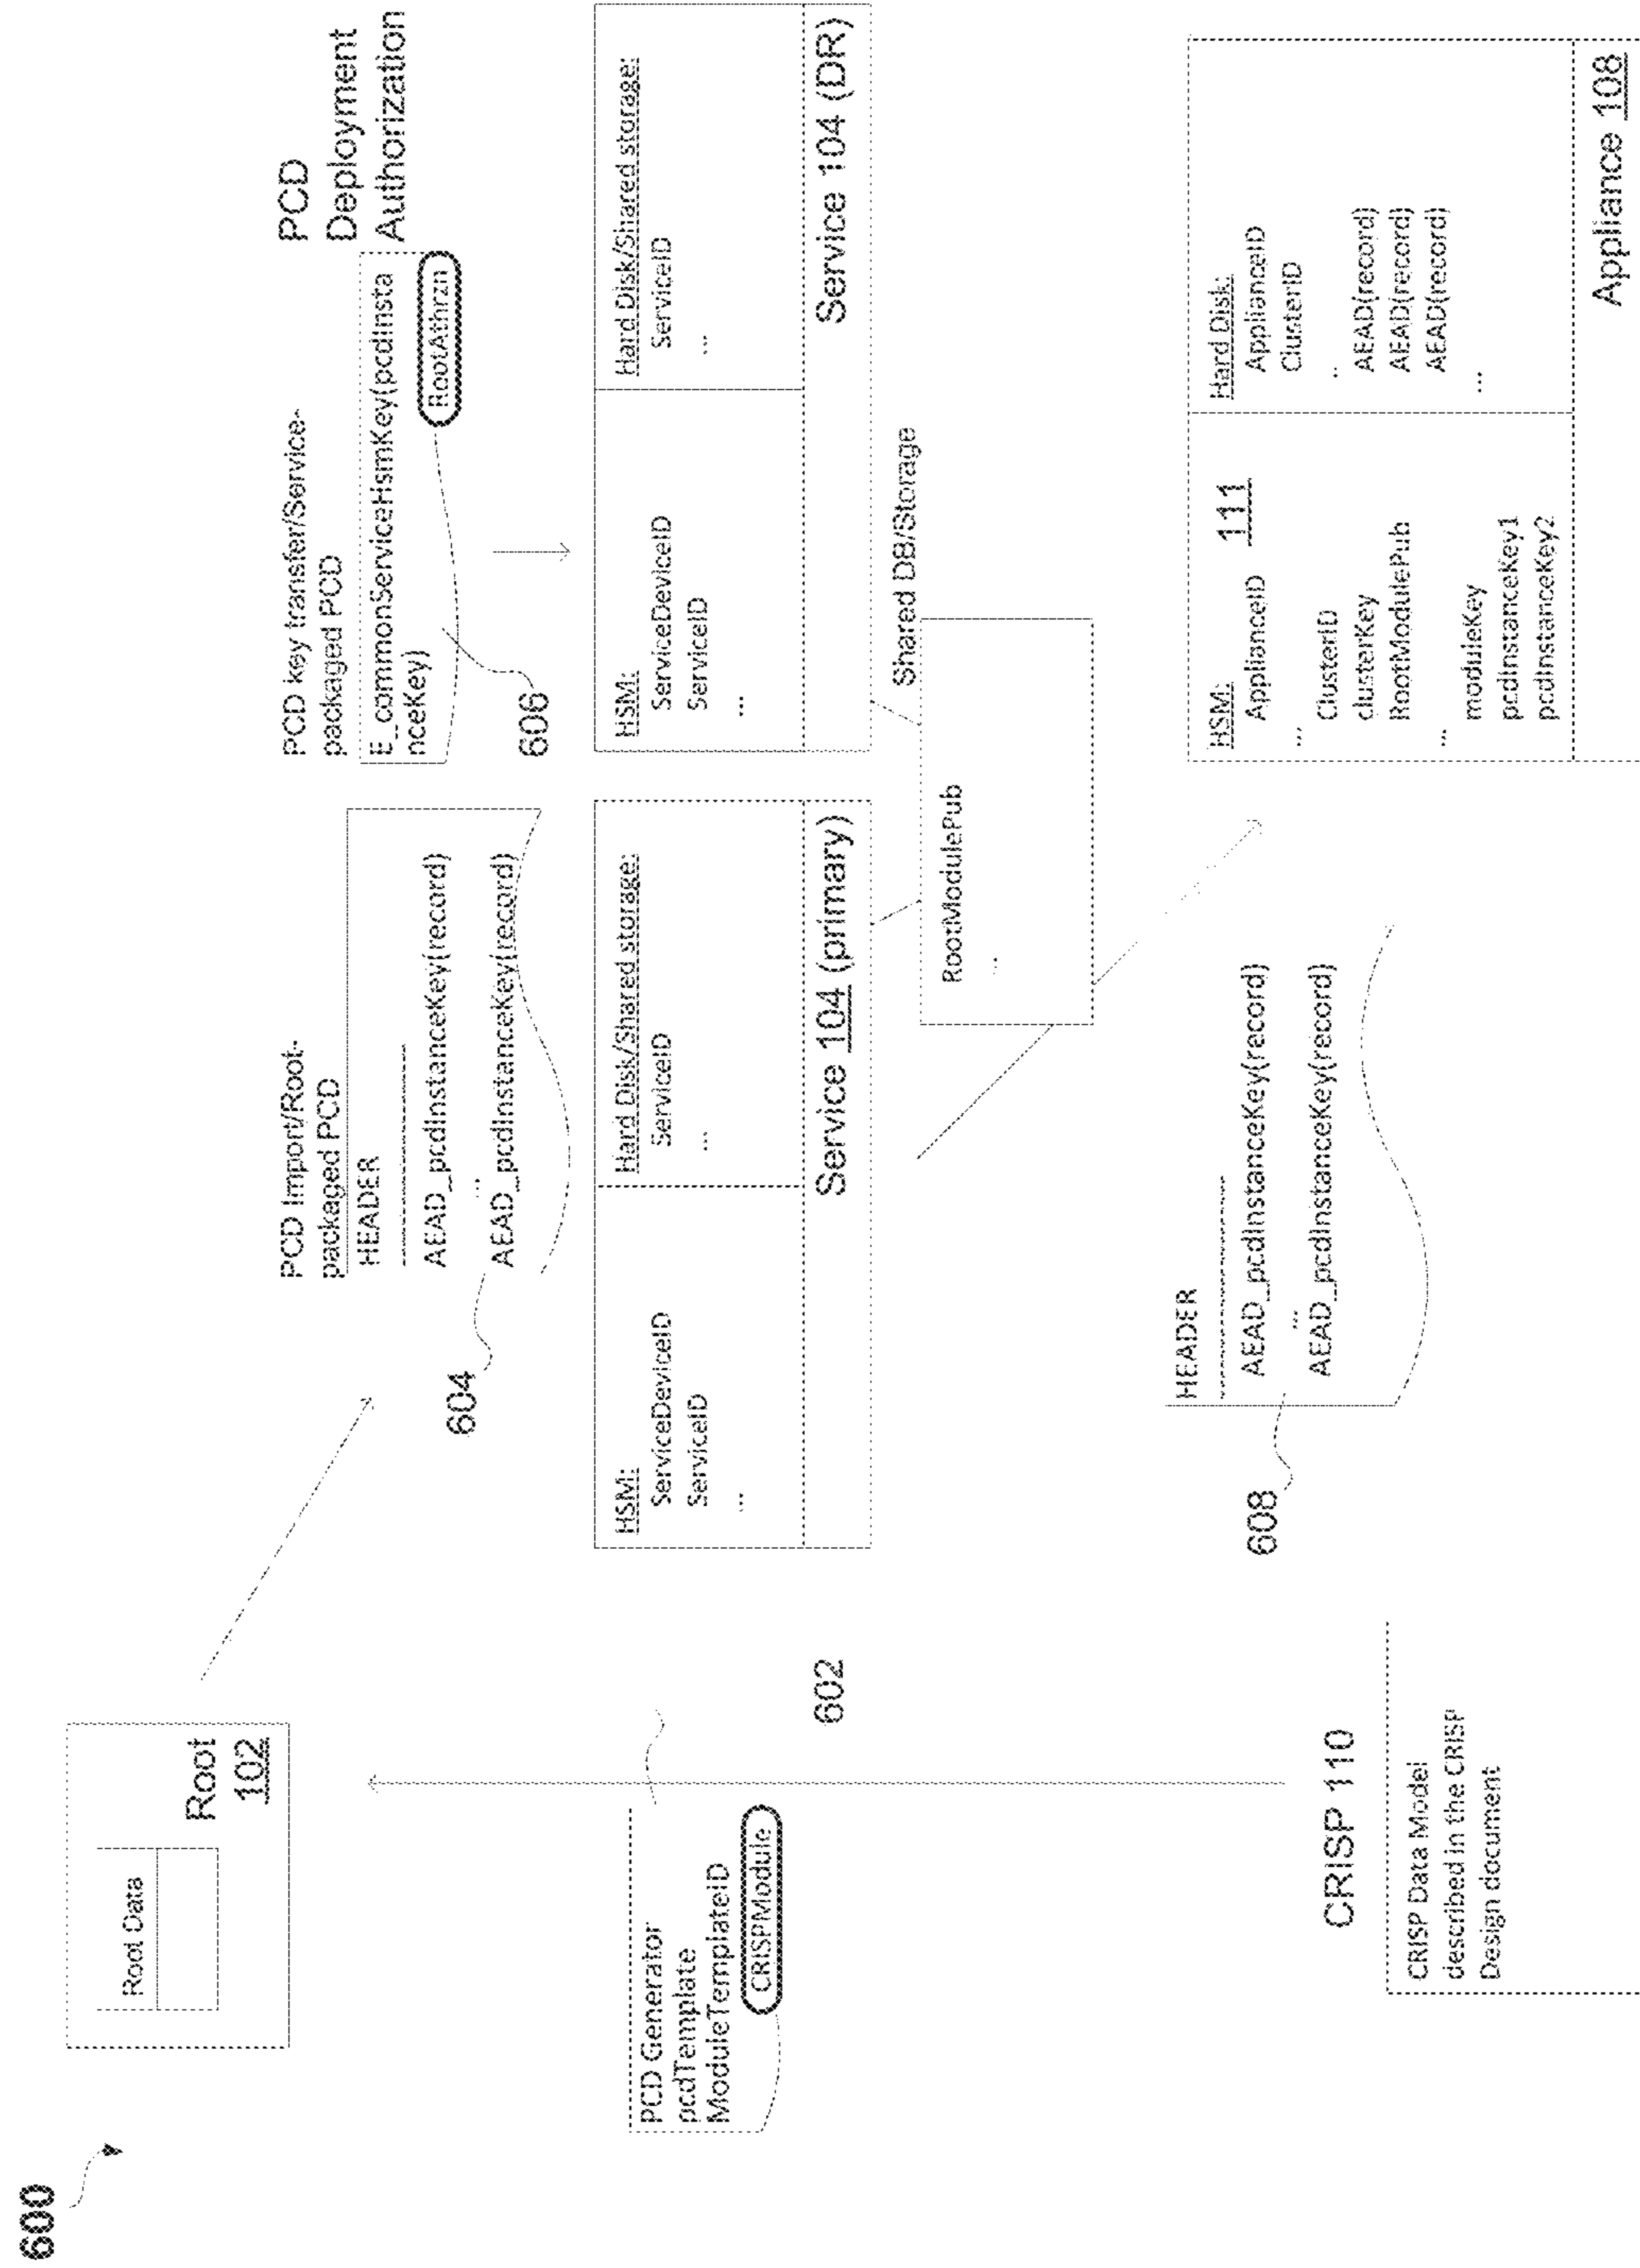 600
Root Data
Root
102
PCD Import/Root-
packaged PCD
HEADER
AEAD_pcdInstanceKey(record)
...
AEAD_pcdInstanceKey(record)
604
PCD key transfer/Service-
packaged PCD
E_commonServiceHsmKey(pcdInsta
nceKey)
RootAthrzn
606
PCD
Deployment
Authorization
PCD Generator
pcdTemplate
ModuleTemplateID
CRISPModule
602
HSM:
ServiceDeviceID
ServiceID
...
Hard Disk/Shared storage:
ServiceID
...
Service 104 (primary)
HSM:
ServiceDeviceID
ServiceID
...
Hard Disk/Shared storage:
ServiceID
...
Service 104 (DR)
Shared DB/Storage
RootModulePub
...
CRISP 110
CRISP Data Model
described in the CRISP
Design document
HEADER
AEAD_pcdInstanceKey(record)
...
AEAD_pcdInstanceKey(record)
608
HSM:
111
ApplianceID
...
ClusterID
clusterKey
RootModulePub
...
moduleKey
pcdInstanceKey1
pcdInstanceKey2
Hard Disk:
ApplianceID
ClusterID
..
AEAD(record)
AEAD(record)
AEAD(record)
...
Appliance 108